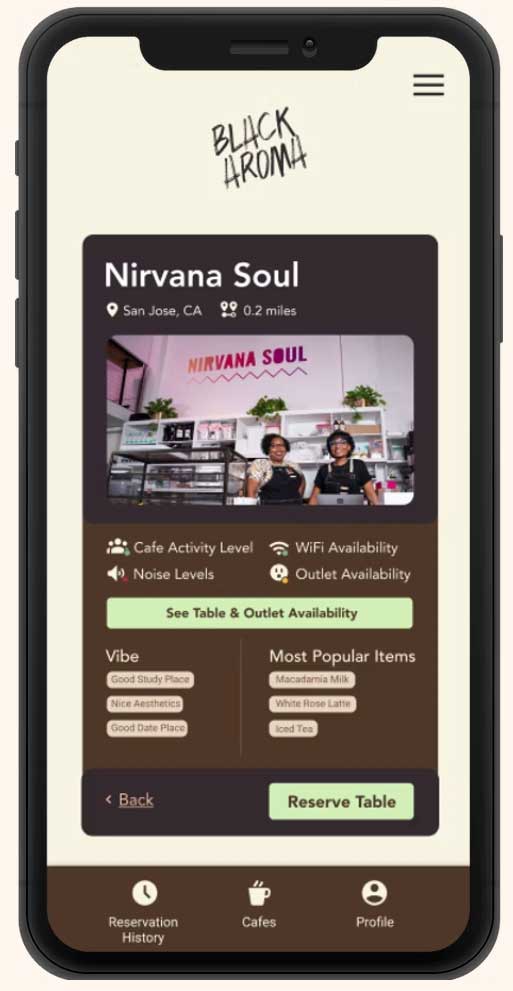 BLACK
AROMA
Nirvana Soul
San Jose, CA 0.2 miles
NIRVANA SOUL
Cafe Activity Level WiFi Availability
Noise Levels Outlet Availability
See Table & Outlet Availability
Vibe Most Popular Items
Good Study Place Macadamia Milk
Nice Aesthetics White Rose Latte
Good Date Place Iced Tea
< Back Reserve Table
Reservation
History Cafes Profile